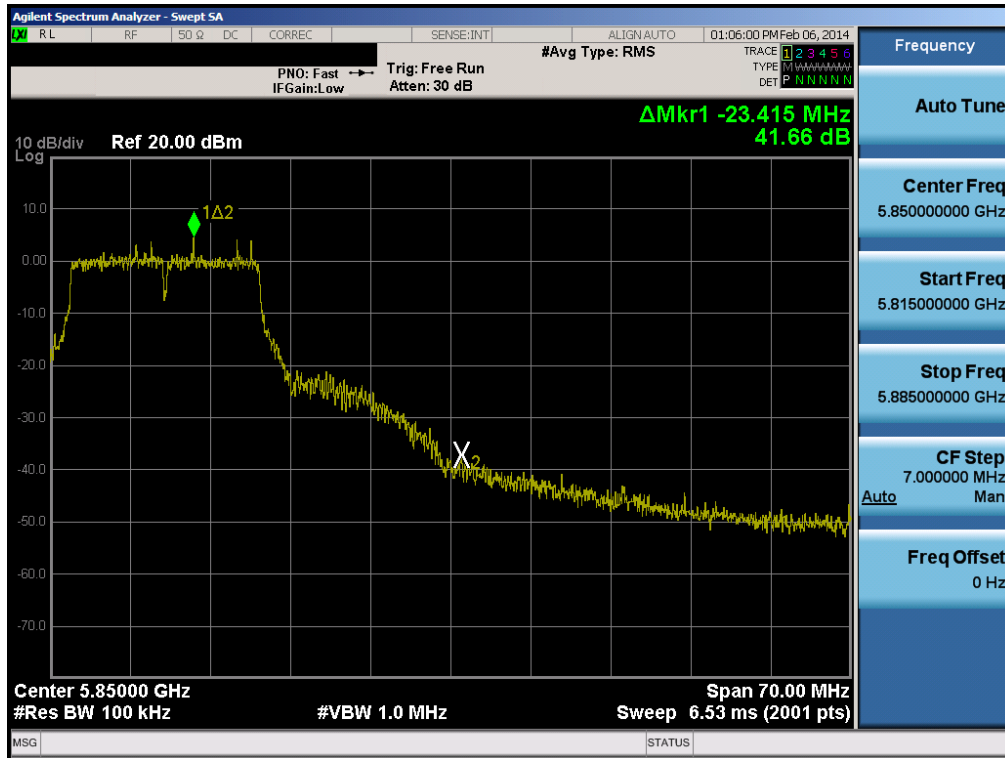 Agilent Spectrum Analyzer - Swept SA
LXI RL RF 50 Ω DC CORREC SENSE:INT ALIGN AUTO 01:06:00 PM Feb 06, 2014
#Avg Type: RMS
TRACE 1 2 3 4 5 6
TYPE M WWWWW
DET P N N N N N
PNO: Fast
IFGain:Low
Trig: Free Run
Atten: 30 dB
ΔMkr1 -23.415 MHz
41.66 dB
10 dB/div Ref 20.00 dBm
Log
1Δ2
10.0
0.00
-10.0
-20.0
-30.0
-40.0
-50.0
-60.0
-70.0
X2
Center 5.85000 GHz
Span 70.00 MHz
#Res BW 100 kHz
#VBW 1.0 MHz
Sweep 6.53 ms (2001 pts)
MSG
STATUS
Frequency
Auto Tune
Center Freq
5.850000000 GHz
Start Freq
5.815000000 GHz
Stop Freq
5.885000000 GHz
CF Step
7.000000 MHz
Auto Man
Freq Offset
0 Hz